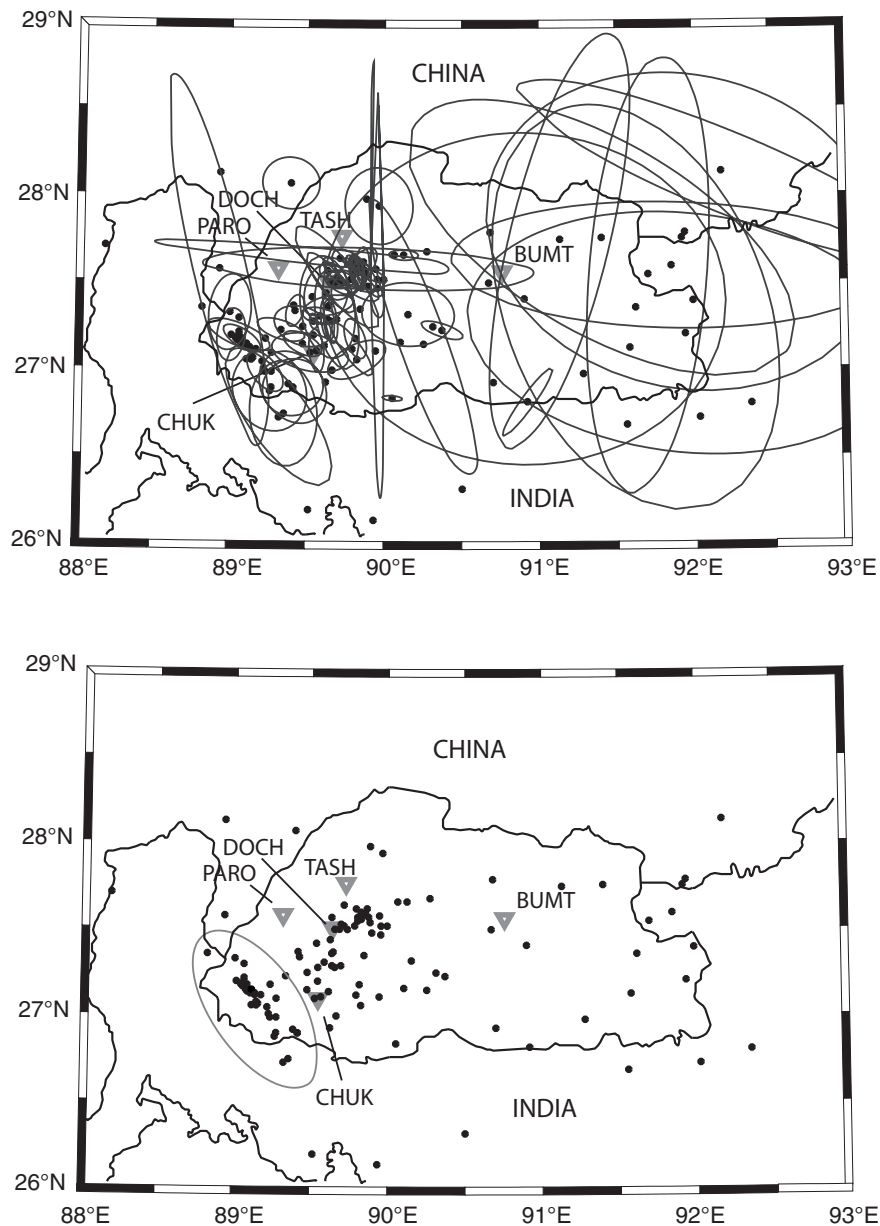 29°N
CHINA
28°N
DOCH
PARO
TASH
BUMT
27°N
CHUK
INDIA
26°N
88°E 89°E 90°E 91°E 92°E 93°E
29°N
CHINA
28°N
DOCH
TASH
PARO
BUMT
27°N
CHUK
INDIA
26°N
88°E 89°E 90°E 91°E 92°E 93°E